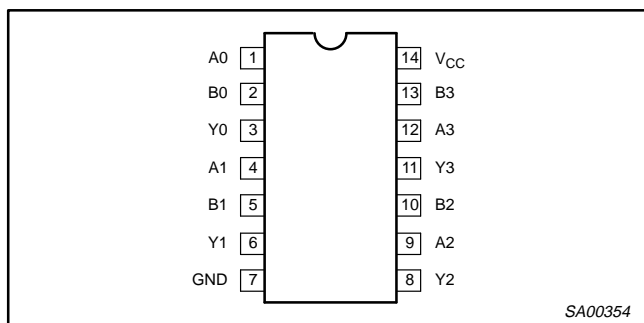 A0 1 14 VCC
B0 2 13 B3
Y0 3 12 A3
A1 4 11 Y3
B1 5 10 B2
Y1 6 9 A2
GND 7 8 Y2
SA00354